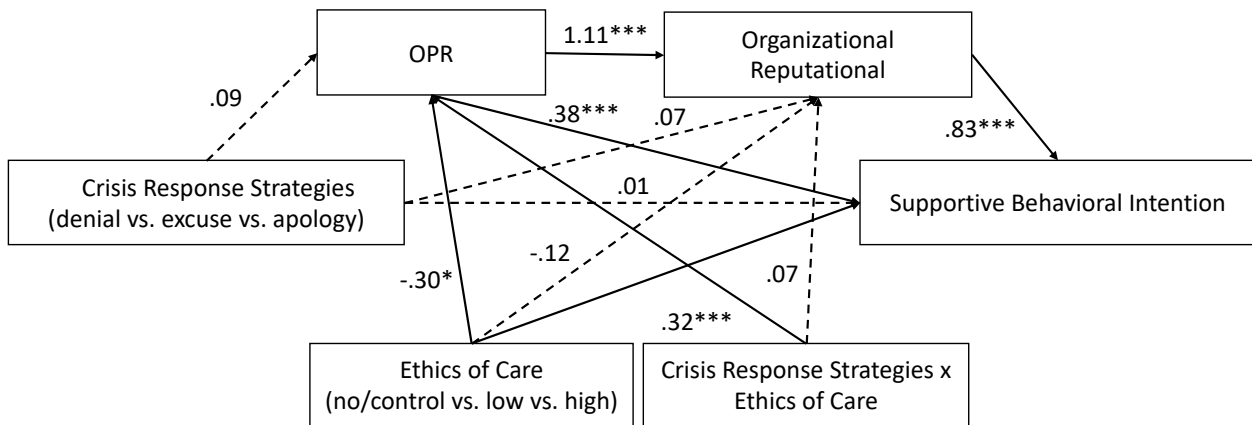 1.11***
OPR
Organizational
Reputational
.09
.38***
.07
.83***
Crisis Response Strategies
(denial vs. excuse vs. apology)
.01
Supportive Behavioral Intention
-.12
-.30*
.07
.32***
Ethics of Care
(no/control vs. low vs. high)
Crisis Response Strategies x
Ethics of Care